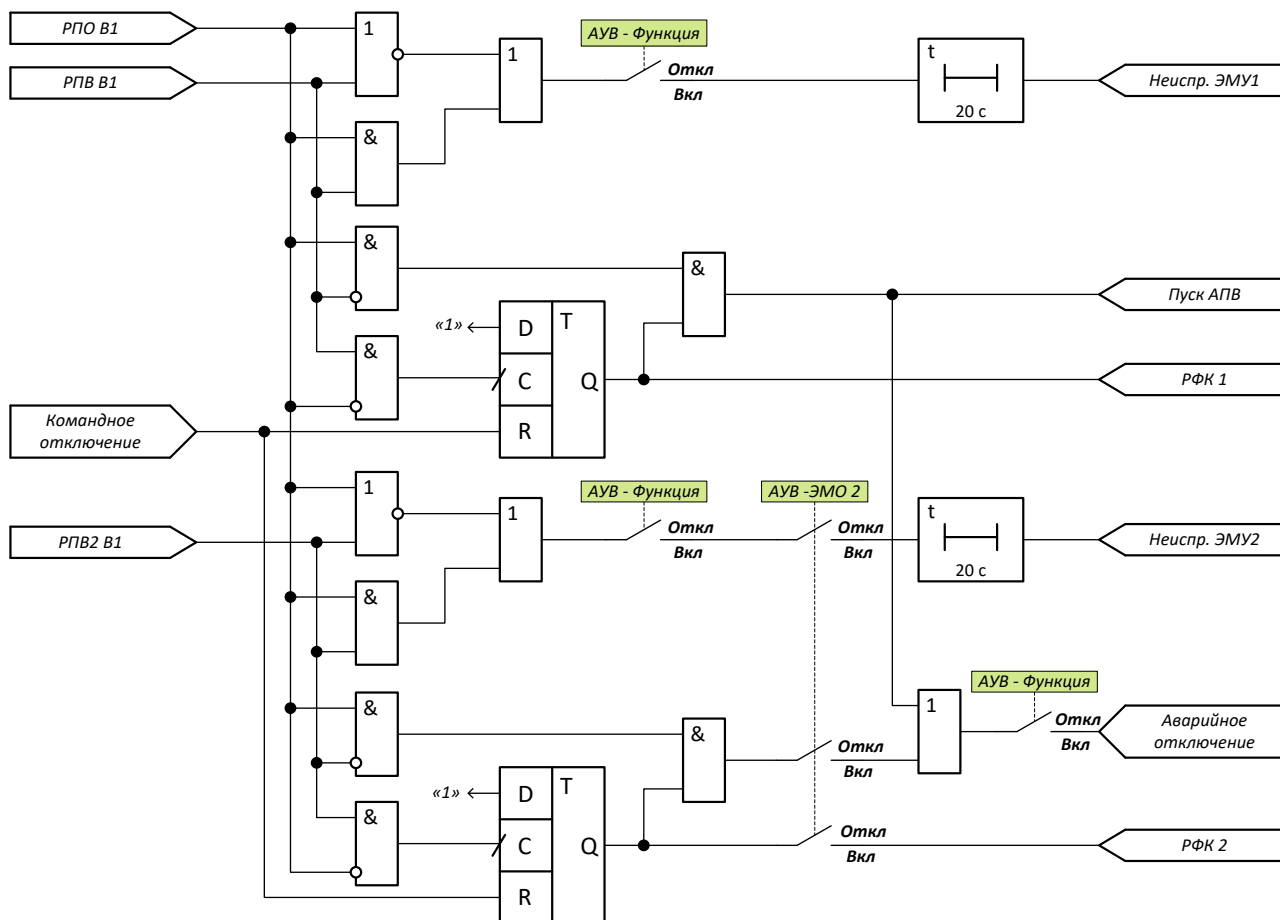 РПО В1
РПВ В1
1
1
АУВ - Функция
Откл
Вкл
t
20 с
Неиспр. ЭМУ1
&
&
&
Пуск АПВ
«1»
D
T
C
Q
R
&
РФК 1
Командное
отключение
1
1
АУВ - Функция
Откл
Вкл
АУВ -ЭМО 2
Откл
Вкл
t
20 с
Неиспр. ЭМУ2
РПВ2 В1
&
&
&
1
АУВ - Функция
Откл
Вкл
Аварийное
отключение
Откл
Вкл
«1»
D
T
C
Q
R
&
Откл
Вкл
РФК 2